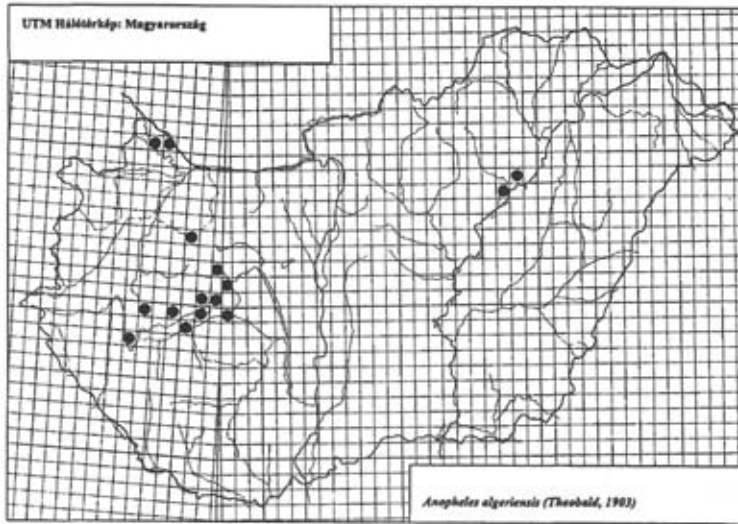 UTM Hálótérkép: Magyarország
Anopheles algeriensis (Theobald, 1903)